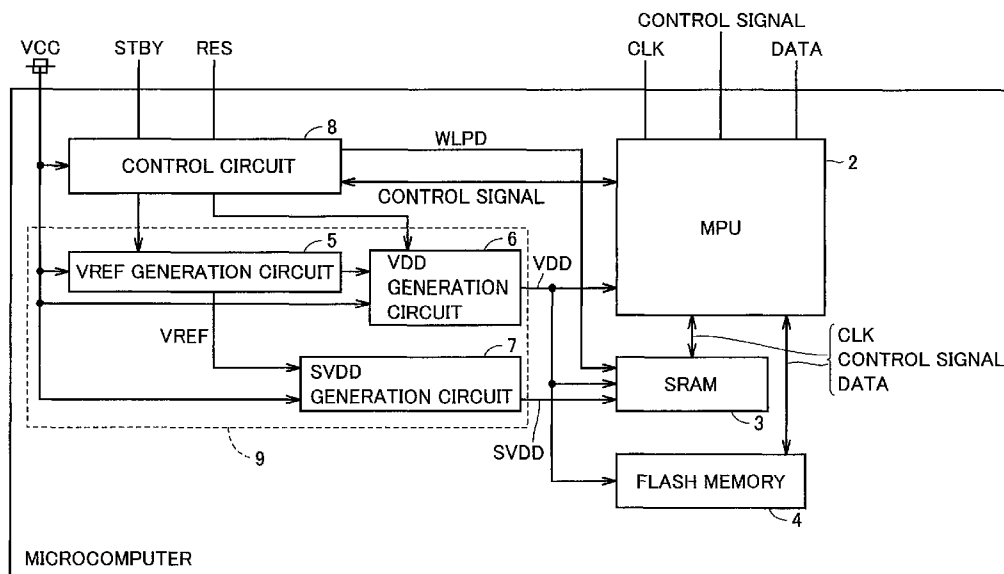 CONTROL SIGNAL
VCC
STBY
RES
CLK
DATA
8
WLPD
CONTROL CIRCUIT
2
CONTROL SIGNAL
MPU
5
6
VREF GENERATION CIRCUIT
VDD
GENERATION
CIRCUIT
VDD
VREF
7
CLK
CONTROL SIGNAL
DATA
SVDD
GENERATION CIRCUIT
SRAM
3
9
SVDD
FLASH MEMORY
4
MICROCOMPUTER